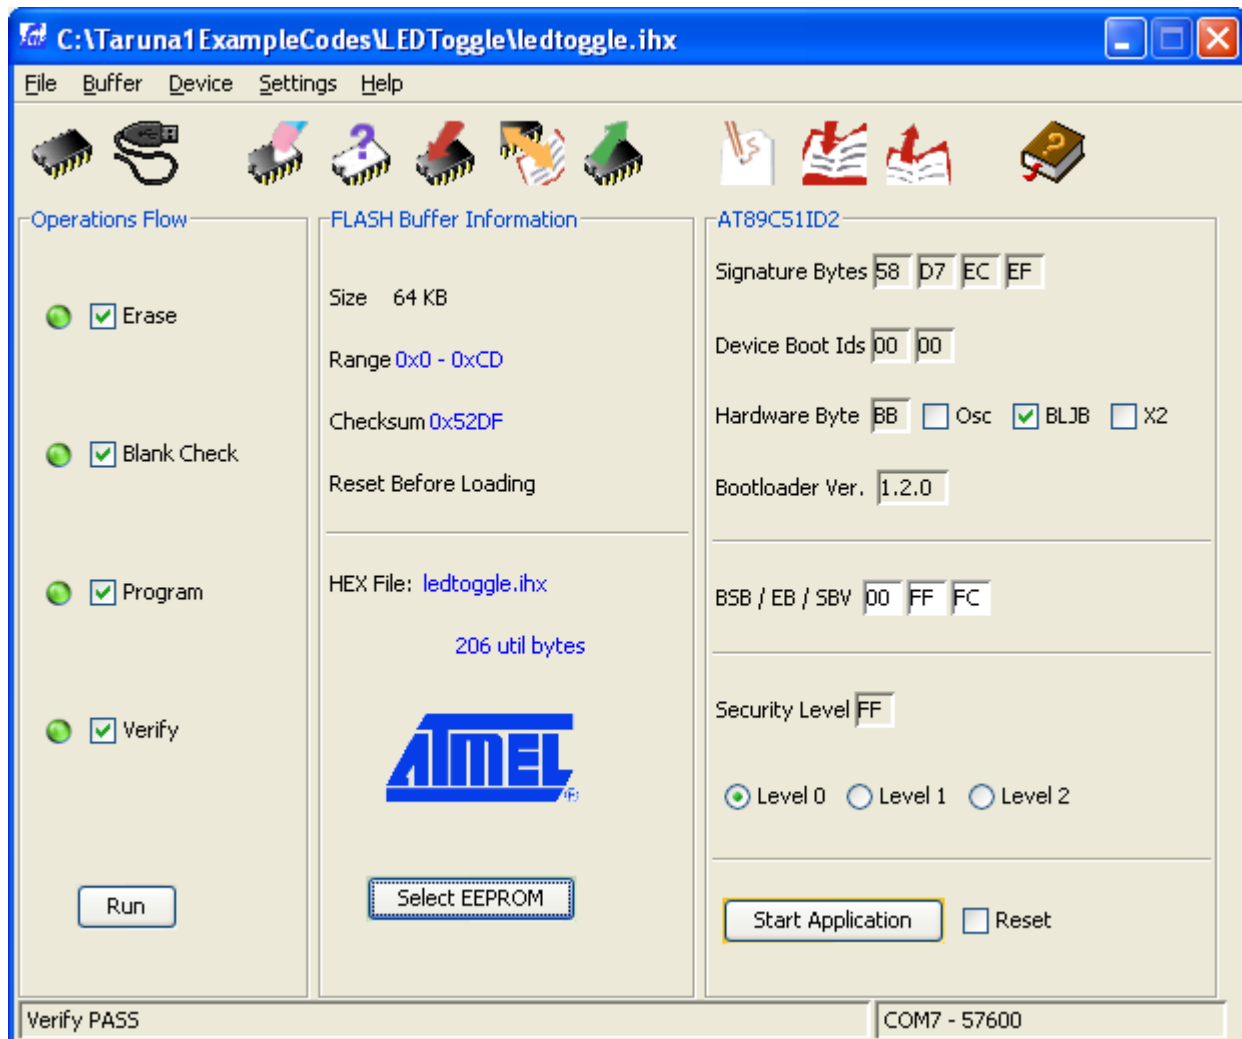 C:\Taruna1ExampleCodes\LEDToggle\ledtoggle.ihx
File Buffer Device Settings Help
Operations Flow
Erase
Blank Check
Program
Verify
Run
FLASH Buffer Information
Size 64 KB
Range 0x0 - 0xCD
Checksum 0x52DF
Reset Before Loading
HEX File: ledtoggle.ihx
206 util bytes
ATMEL®
Select EEPROM
AT89C51ID2
Signature Bytes 58 D7 EC EF
Device Boot Ids 00 00
Hardware Byte BB Osc BLJB X2
Bootloader Ver. 1.2.0
BSB / EB / SBV 00 FF FC
Security Level FF
Level 0 Level 1 Level 2
Start Application Reset
Verify PASS
COM7 - 57600